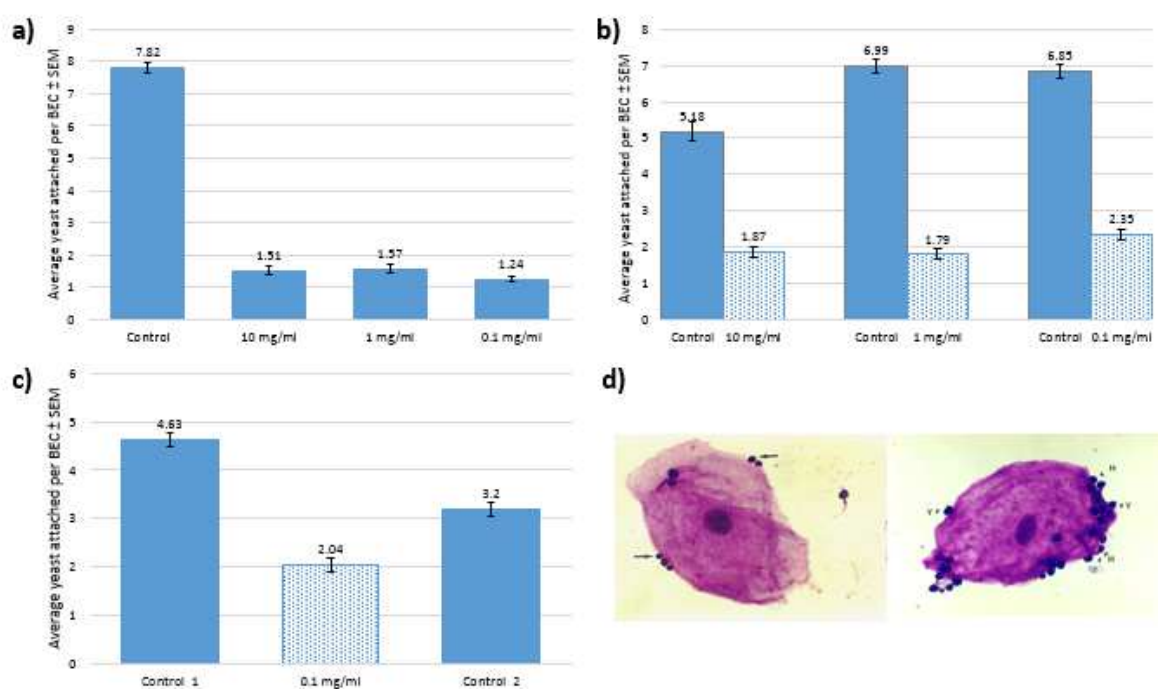 a)
Average yeast attached per BEC ± SEM
9
8
7
6
5
4
3
2
1
0
7.82
1.51
1.57
1.24
Control
10 mg/ml
1 mg/ml
0.1 mg/ml
b)
Average yeast attached per BEC ± SEM
8
7
6
5
4
3
2
1
0
5.18
1.87
6.99
1.79
6.85
2.35
Control 10 mg/ml
Control 1 mg/ml
Control 0.1 mg/ml
c)
Average yeast attached per BEC ± SEM
6
5
4
3
2
1
0
4.63
2.04
3.2
Control 1
0.1 mg/ml
Control 2
d)